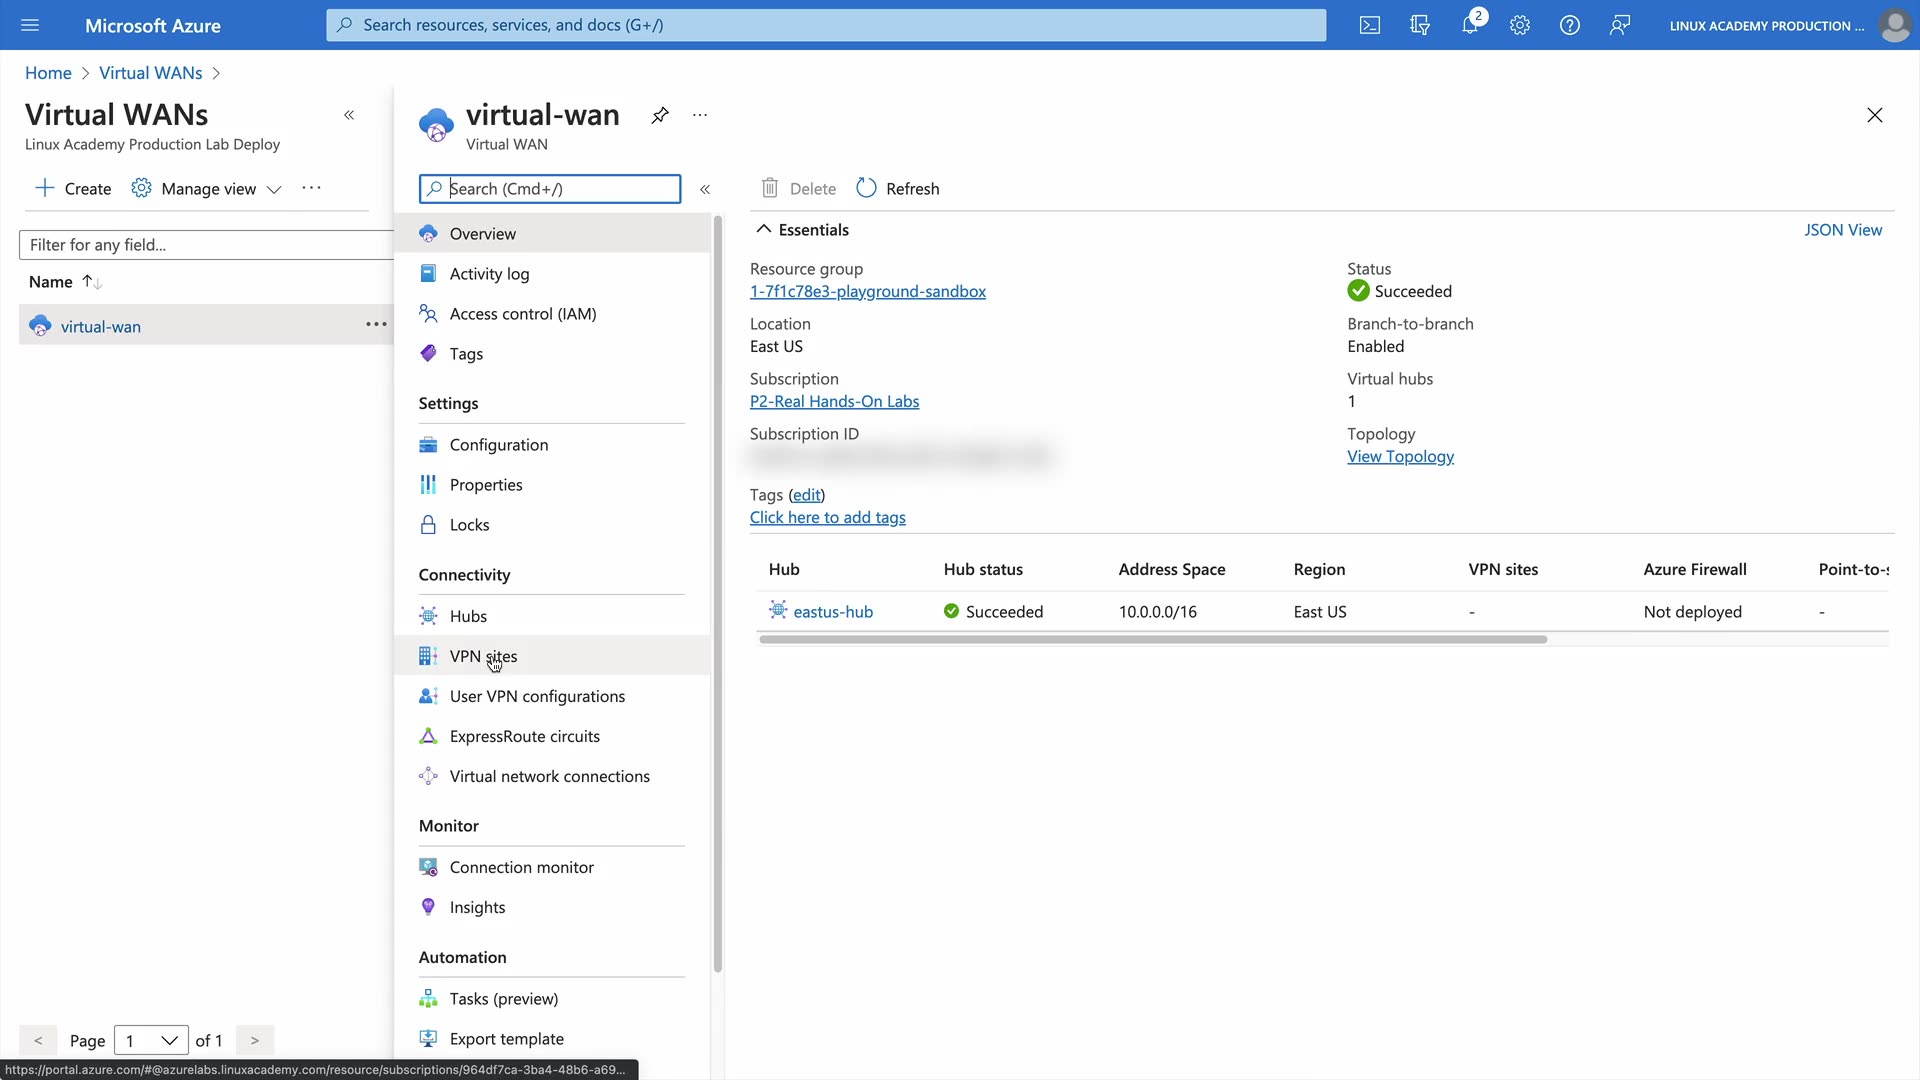 Microsoft Azure
Search resources, services, and docs (G+/)
2
LINUX ACADEMY PRODUCTION ...
Home > Virtual WANs >
Virtual WANs
Linux Academy Production Lab Deploy
Create
Manage view
Filter for any field...
Name
virtual-wan
< Page 1 of 1 >
virtual-wan
Virtual WAN
Search (Cmd+/)
Overview
Activity log
Access control (IAM)
Tags
Settings
Configuration
Properties
Locks
Connectivity
Hubs
VPN sites
User VPN configurations
ExpressRoute circuits
Virtual network connections
Monitor
Connection monitor
Insights
Automation
Tasks (preview)
Export template
Delete
Refresh
Essentials
JSON View
Resource group
1-7f1c78e3-playground-sandbox
Location
East US
Subscription
P2-Real Hands-On Labs
Subscription ID
Tags (edit)
Click here to add tags
Status
Succeeded
Branch-to-branch
Enabled
Virtual hubs
1
Topology
View Topology
Hub Hub status Address Space Region VPN sites Azure Firewall Point-to-s
eastus-hub Succeeded 10.0.0.0/16 East US - Not deployed -
https://portal.azure.com/#@azurelabs.linuxacademy.com/resource/subscriptions/964df7ca-3ba4-48b6-a69...